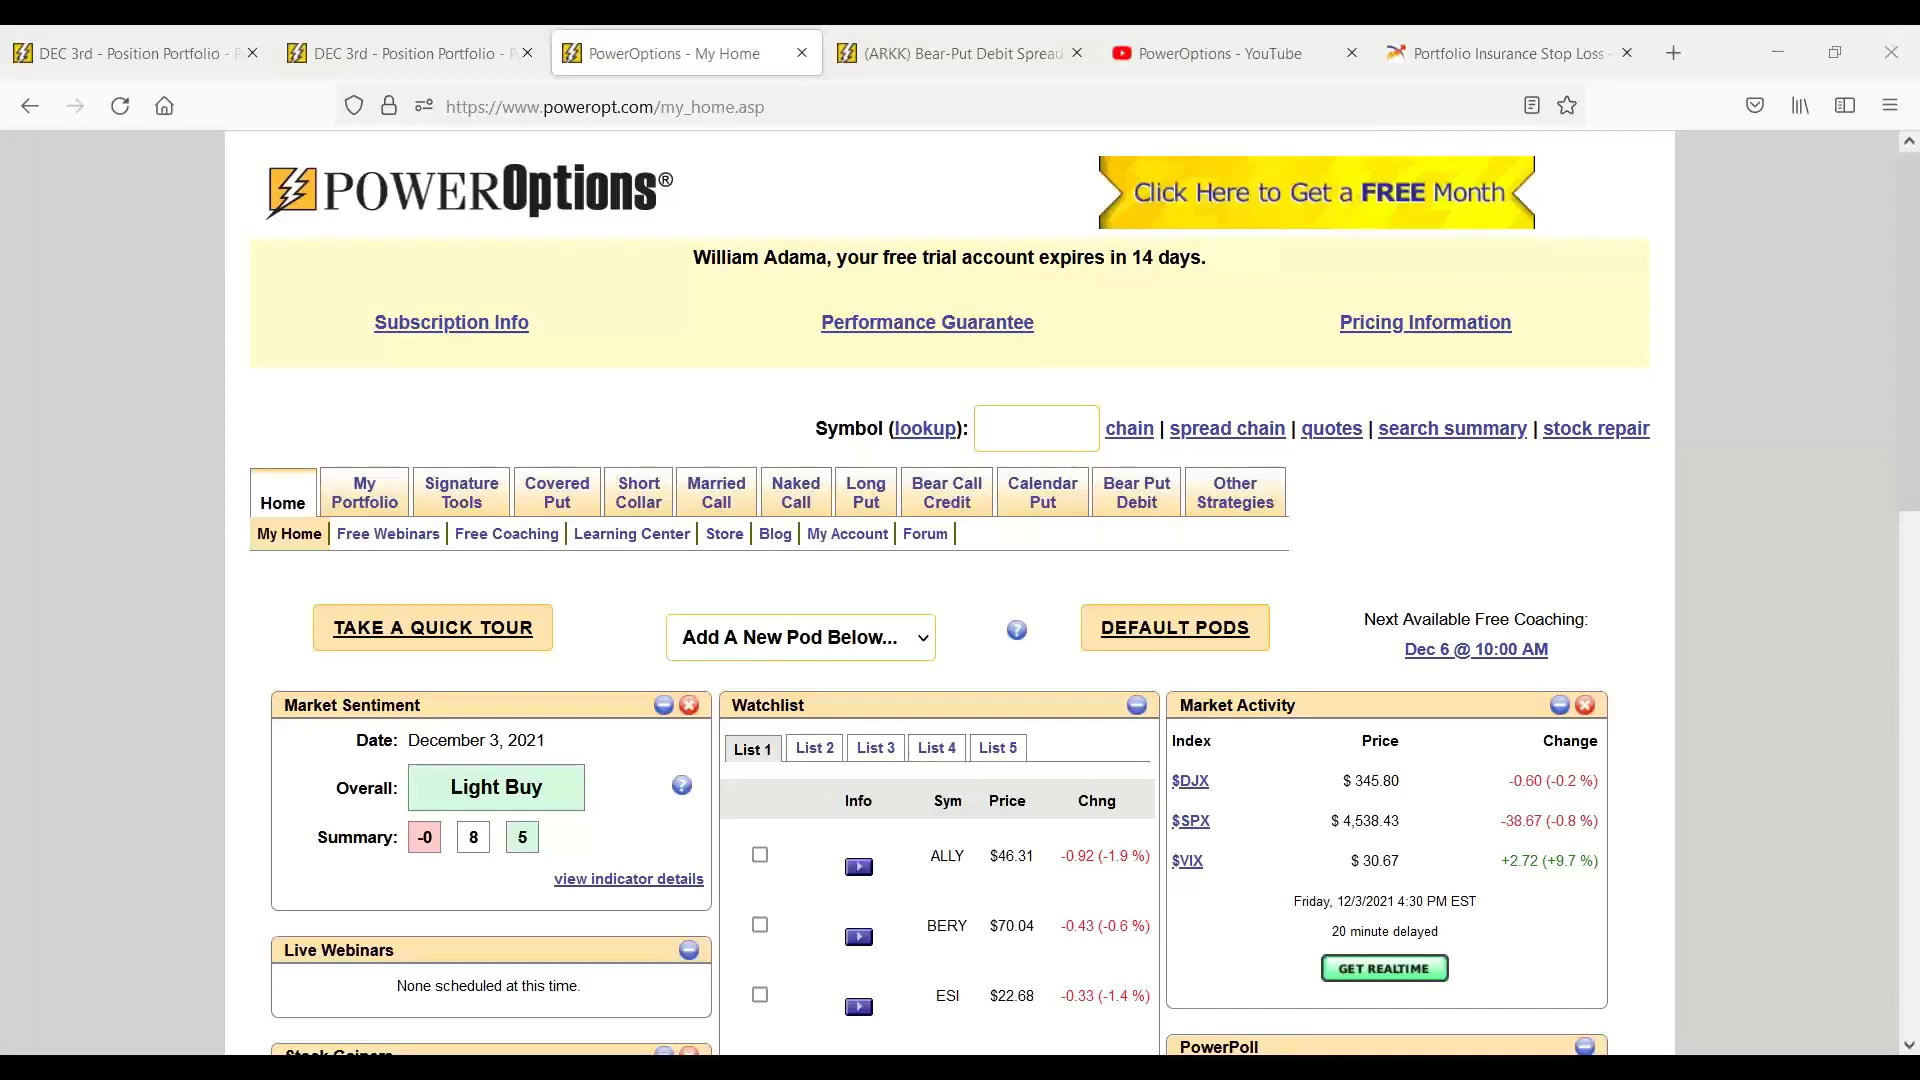 DEC 3rd - Position Portfolio -
DEC 3rd - Position Portfolio -
PowerOptions - My Home
(ARKK) Bear-Put Debit Spread
PowerOptions - YouTube
Portfolio Insurance Stop Loss -
https://www.poweropt.com/my_home.asp
POWEROptions®
Click Here to Get a FREE Month
William Adama, your free trial account expires in 14 days.
Subscription Info
Performance Guarantee
Pricing Information
Symbol (lookup):
chain | spread chain | quotes | search summary | stock repair
Home
My
Portfolio
Signature
Tools
Covered
Put
Short
Collar
Married
Call
Naked
Call
Long
Put
Bear Call
Credit
Calendar
Put
Bear Put
Debit
Other
Strategies
My Home | Free Webinars | Free Coaching | Learning Center | Store | Blog | My Account | Forum |
TAKE A QUICK TOUR
Add A New Pod Below...
?
DEFAULT PODS
Next Available Free Coaching:
Dec 6 @ 10:00 AM
Market Sentiment
Date: December 3, 2021
Overall: Light Buy
?
Summary: -0 8 5
view indicator details
Live Webinars
None scheduled at this time.
Stock Gainers
Watchlist
List 1 List 2 List 3 List 4 List 5
Info Sym Price Chng
ALLY $46.31 -0.92 (-1.9 %)
BERY $70.04 -0.43 (-0.6 %)
ESI $22.68 -0.33 (-1.4 %)
Market Activity
Index Price Change
$DJX $ 345.80 -0.60 (-0.2 %)
$SPX $ 4,538.43 -38.67 (-0.8 %)
$VIX $ 30.67 +2.72 (+9.7 %)
Friday, 12/3/2021 4:30 PM EST
20 minute delayed
GET REALTIME
PowerPoll